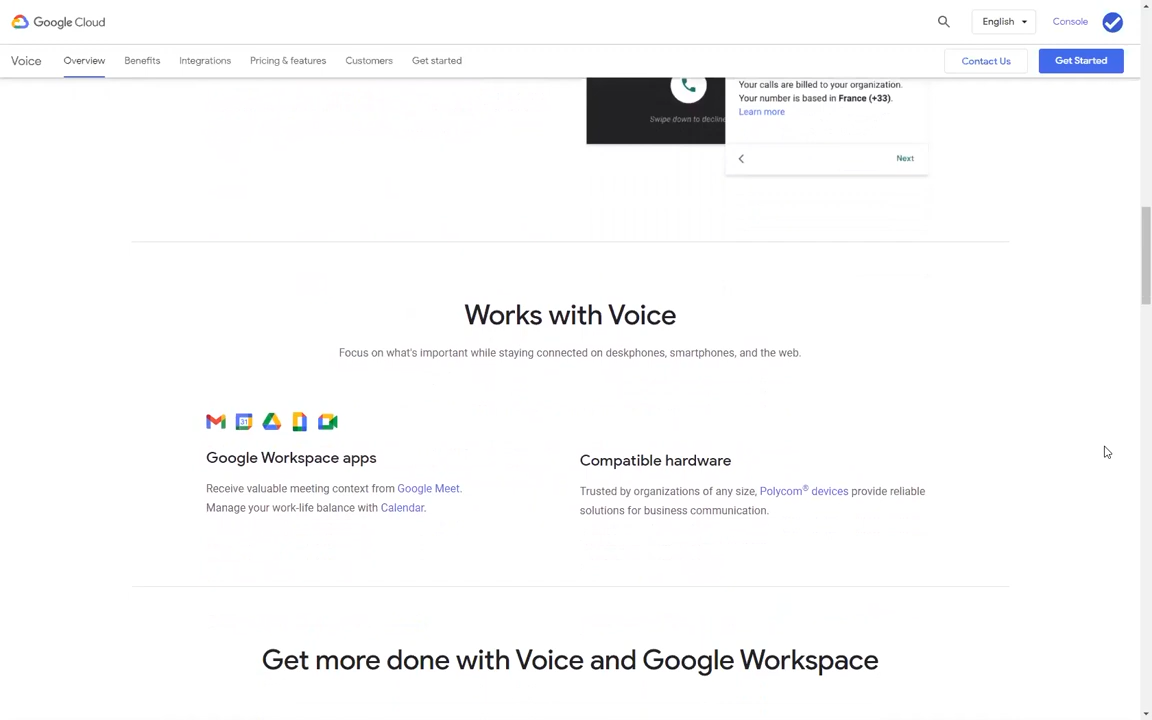 Google Cloud
English
Console
Voice
Overview
Benefits
Integrations
Pricing & features
Customers
Get started
Contact Us
Get Started
Swipe down to decline
Your calls are billed to your organization.
Your number is based in France (+33).
Learn more
Next
Works with Voice
Focus on what's important while staying connected on deskphones, smartphones, and the web.
31
Google Workspace apps
Receive valuable meeting context from Google Meet.
Manage your work-life balance with Calendar.
Compatible hardware
Trusted by organizations of any size, Polycom® devices provide reliable
solutions for business communication.
Get more done with Voice and Google Workspace